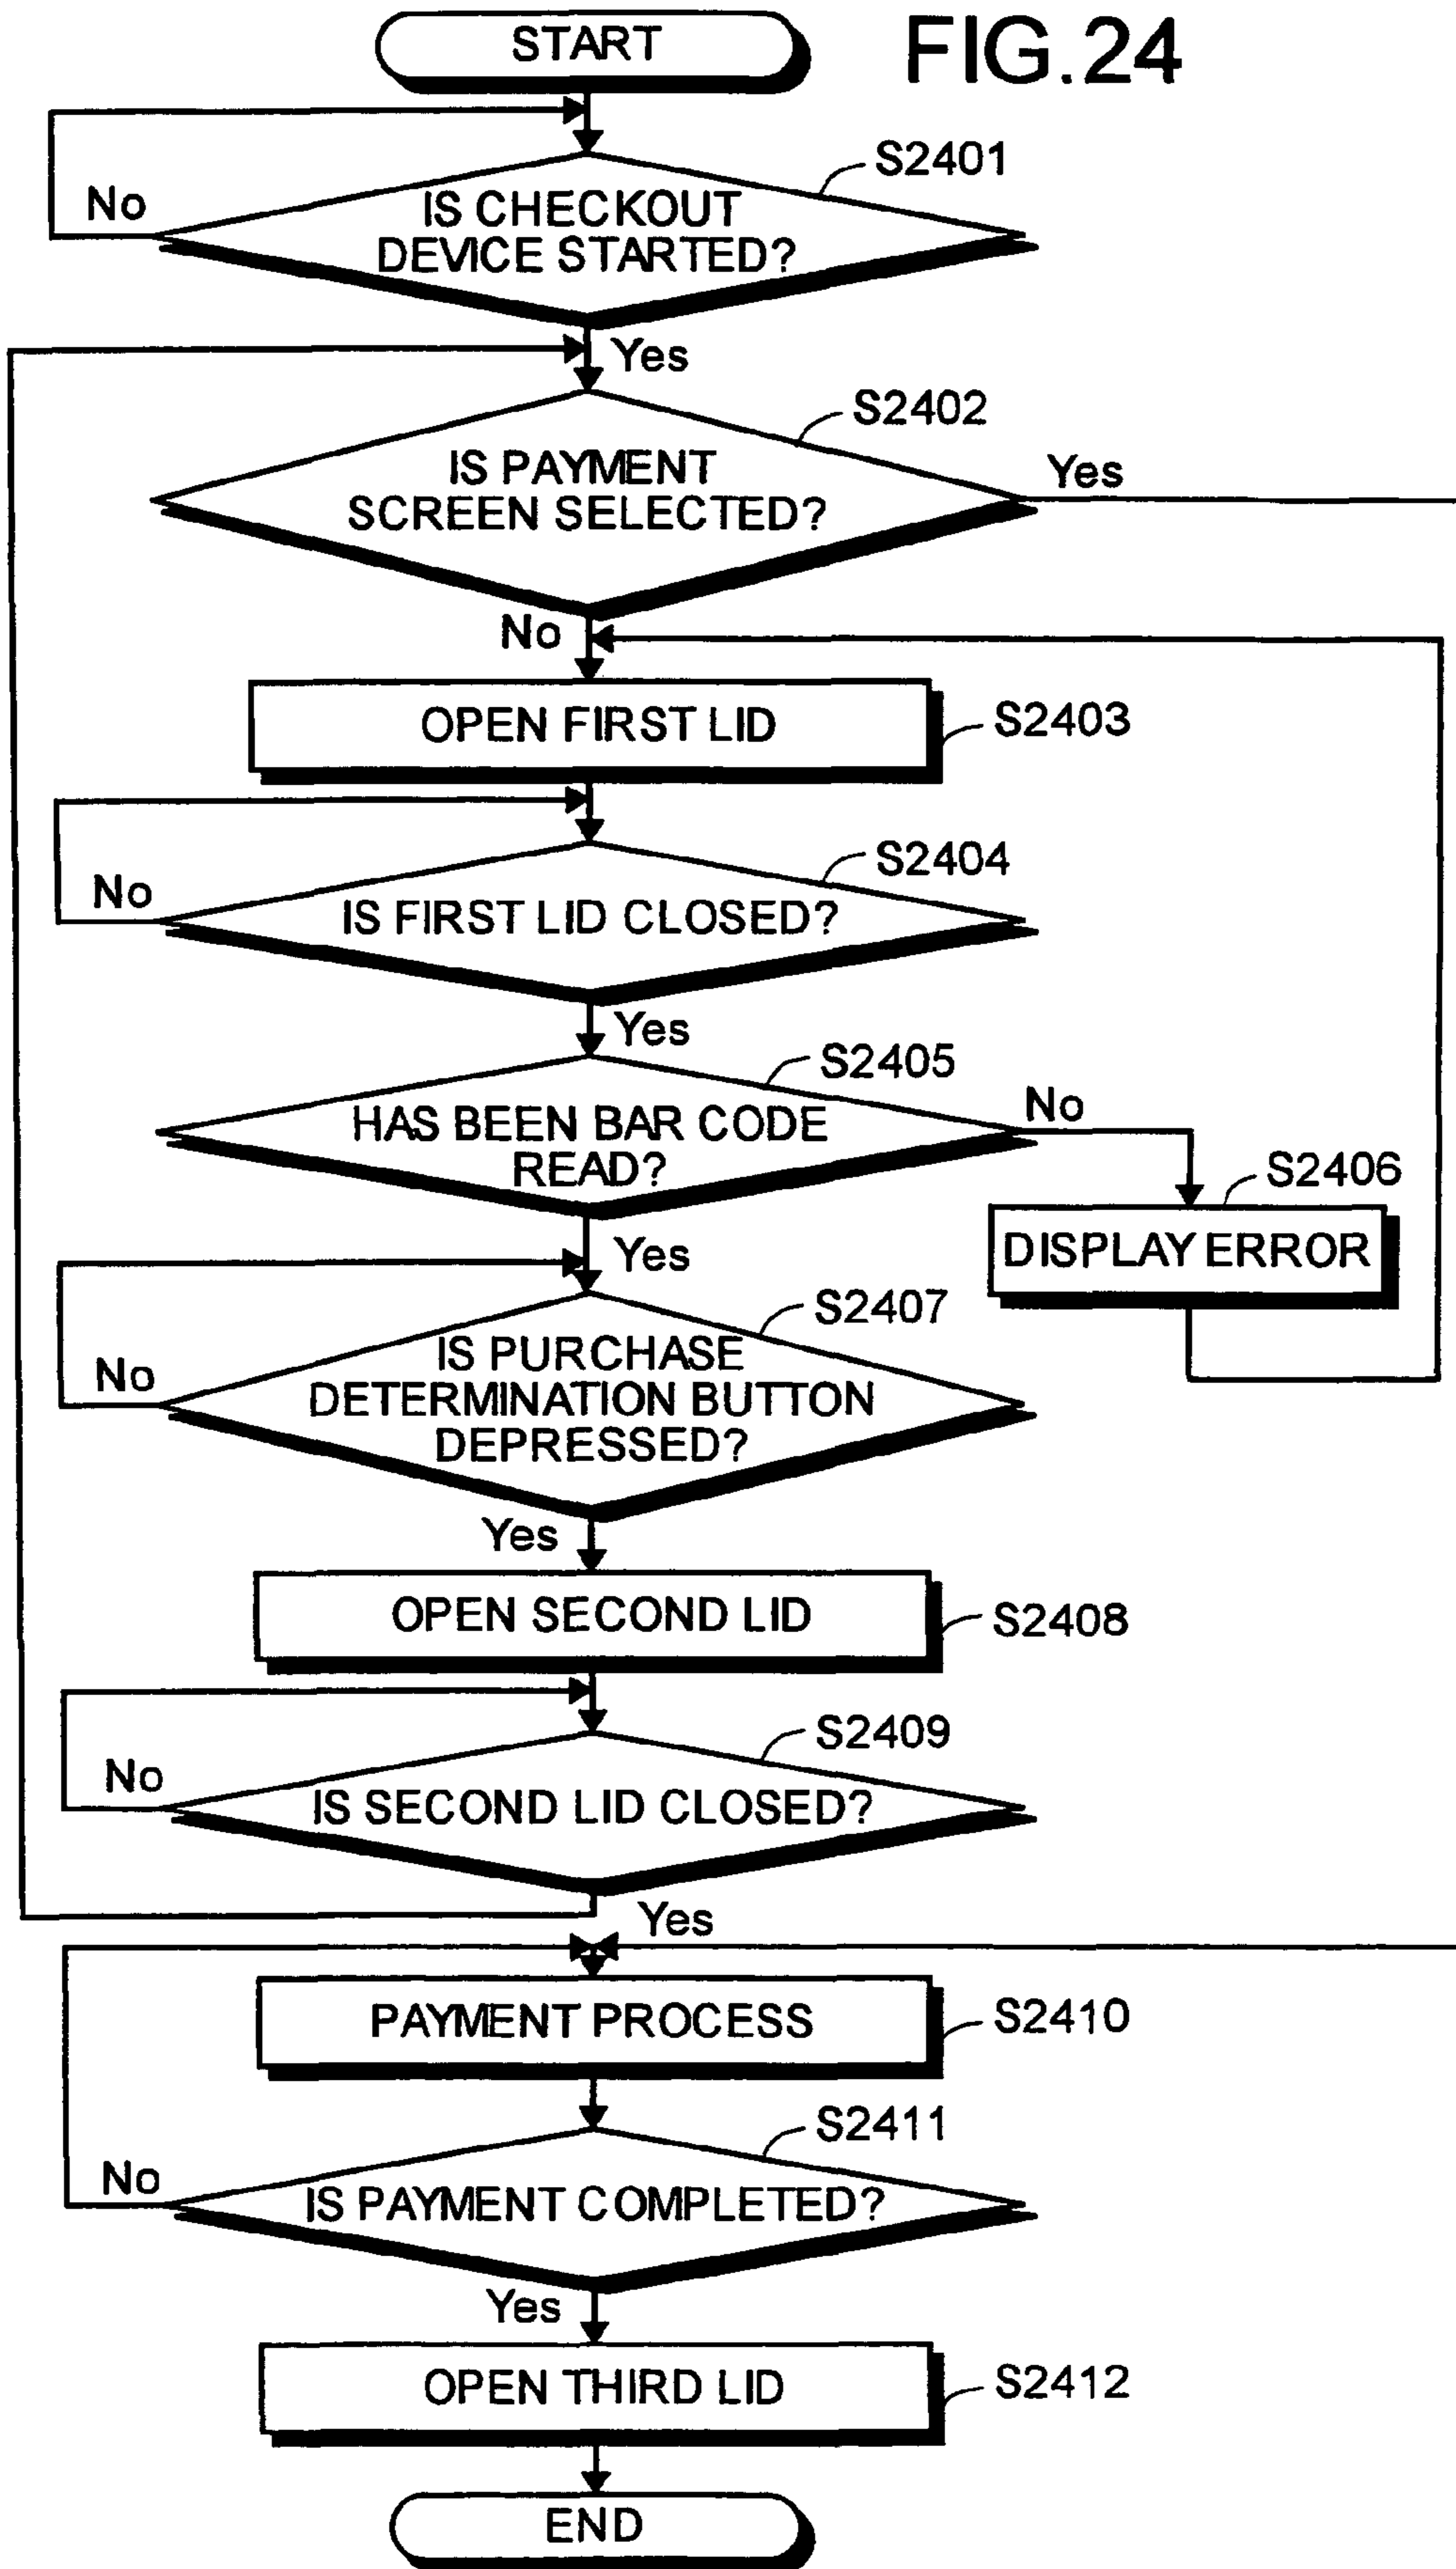 START
FIG.24
S2401
No
IS CHECKOUT
DEVICE STARTED?
Yes
S2402
IS PAYMENT
SCREEN SELECTED?
Yes
No
OPEN FIRST LID
S2403
S2404
No
IS FIRST LID CLOSED?
Yes
S2405
HAS BEEN BAR CODE
READ?
No
S2406
DISPLAY ERROR
Yes
S2407
No
IS PURCHASE
DETERMINATION BUTTON
DEPRESSED?
Yes
OPEN SECOND LID
S2408
S2409
No
IS SECOND LID CLOSED?
Yes
PAYMENT PROCESS
S2410
S2411
No
IS PAYMENT COMPLETED?
Yes
OPEN THIRD LID
S2412
END